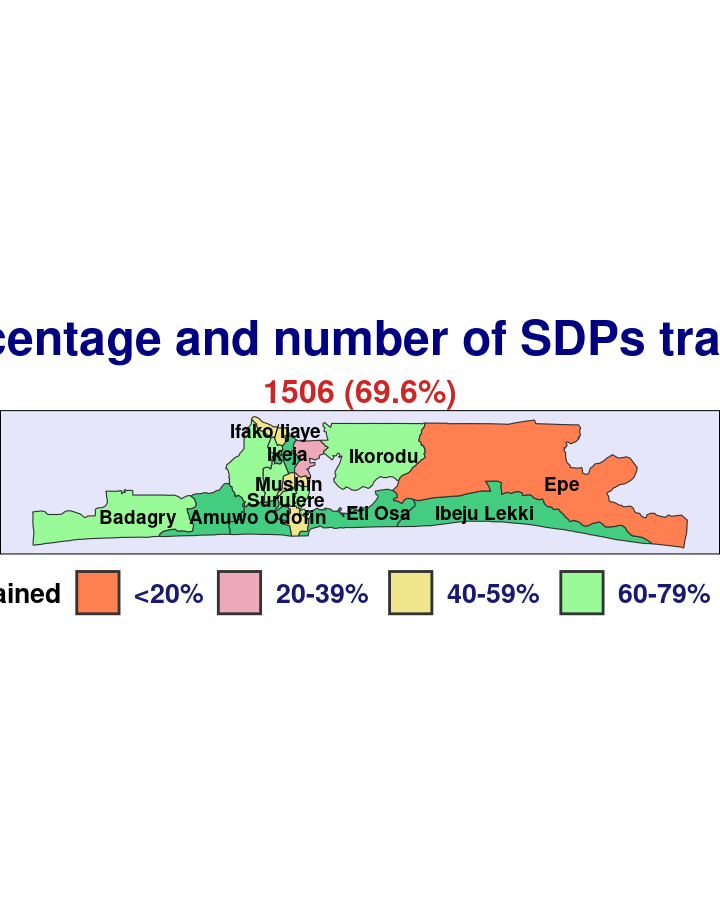 centage and number of SDPs tra
1506 (69.6%)
Ifako/Ijaye
Ikeja
Ikorodu
Mushin
Epe
Surulere
Badagry
Amuwo Odofin
Eti Osa
Ibeju Lekki
ained <20% 20-39% 40-59% 60-79%